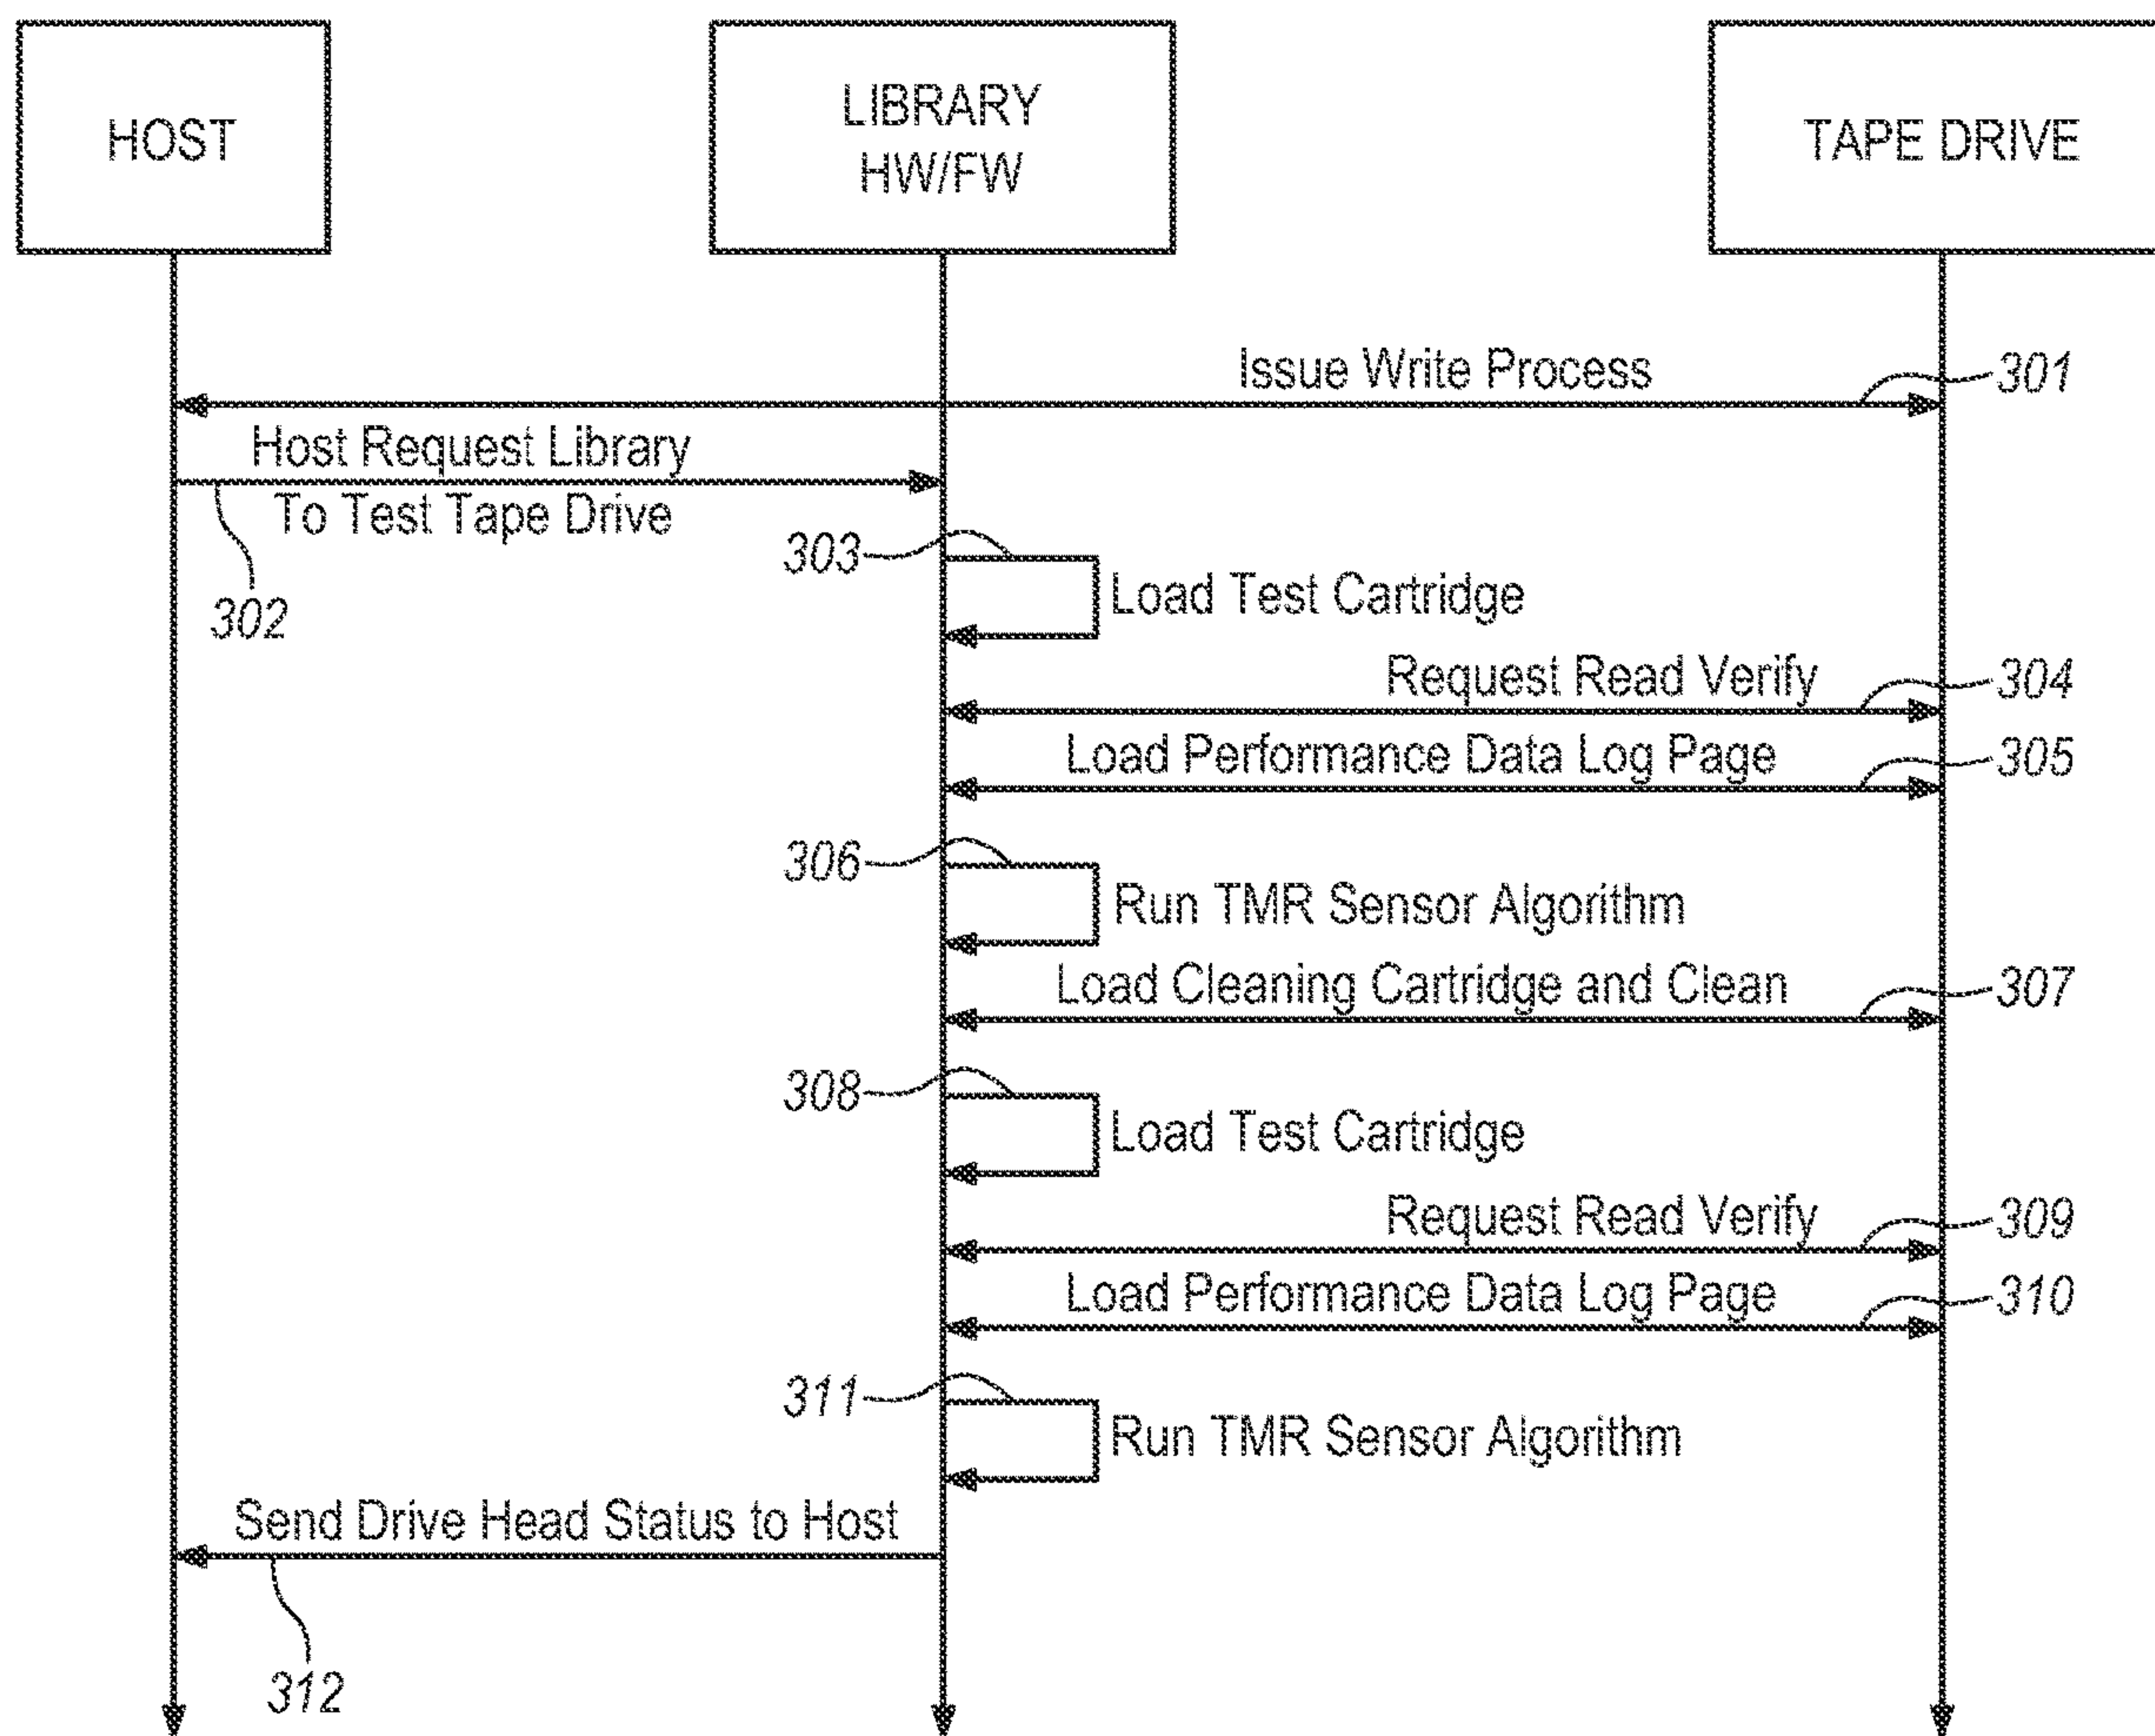 HOST
LIBRARY
HW/FW
TAPE DRIVE
Issue Write Process
301
Host Request Library
To Test Tape Drive
302
303
Load Test Cartridge
Request Read Verify
304
Load Performance Data Log Page
305
306
Run TMR Sensor Algorithm
Load Cleaning Cartridge and Clean
307
308
Load Test Cartridge
Request Read Verify
309
Load Performance Data Log Page
310
311
Run TMR Sensor Algorithm
Send Drive Head Status to Host
312